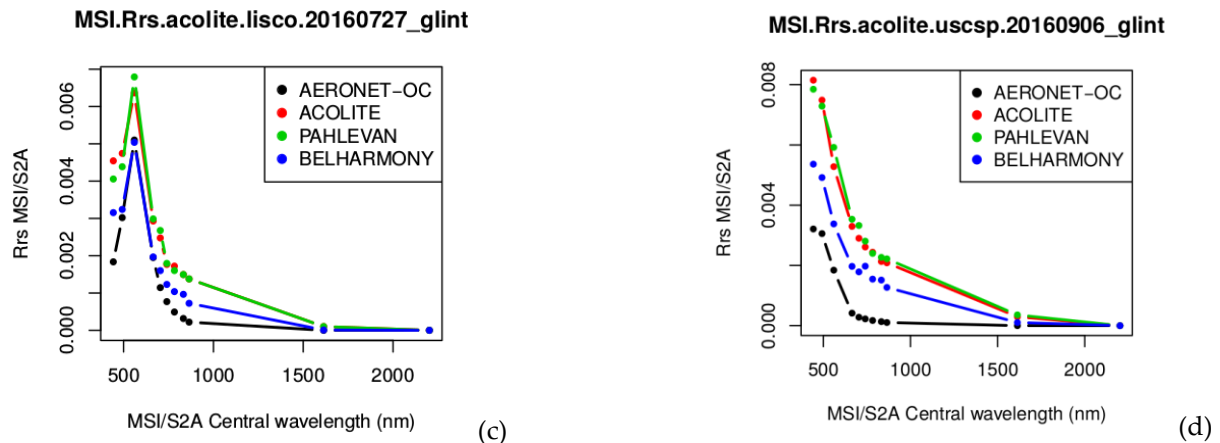 MSI.Rrs.acolite.lisco.20160727_glint
Rrs MSI/S2A
0.006
0.004
0.002
0.000
AERONET−OC
ACOLITE
PAHLEVAN
BELHARMONY
500 1000 1500 2000
MSI/S2A Central wavelength (nm)
(c)
MSI.Rrs.acolite.uscsp.20160906_glint
Rrs MSI/S2A
0.008
0.004
0.000
AERONET−OC
ACOLITE
PAHLEVAN
BELHARMONY
500 1000 1500 2000
MSI/S2A Central wavelength (nm)
(d)